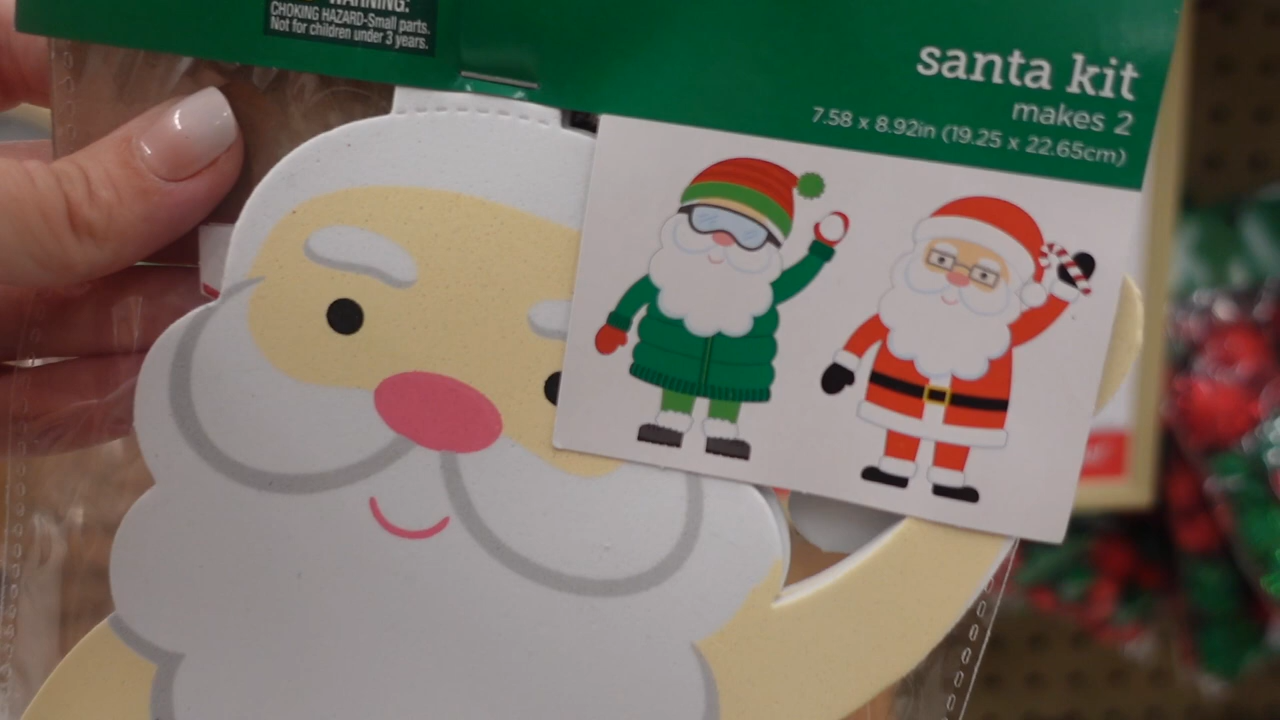 WARNING:
CHOKING HAZARD-Small parts.
Not for children under 3 years.
santa kit
makes 2
7.58 x 8.92in (19.25 x 22.65cm)